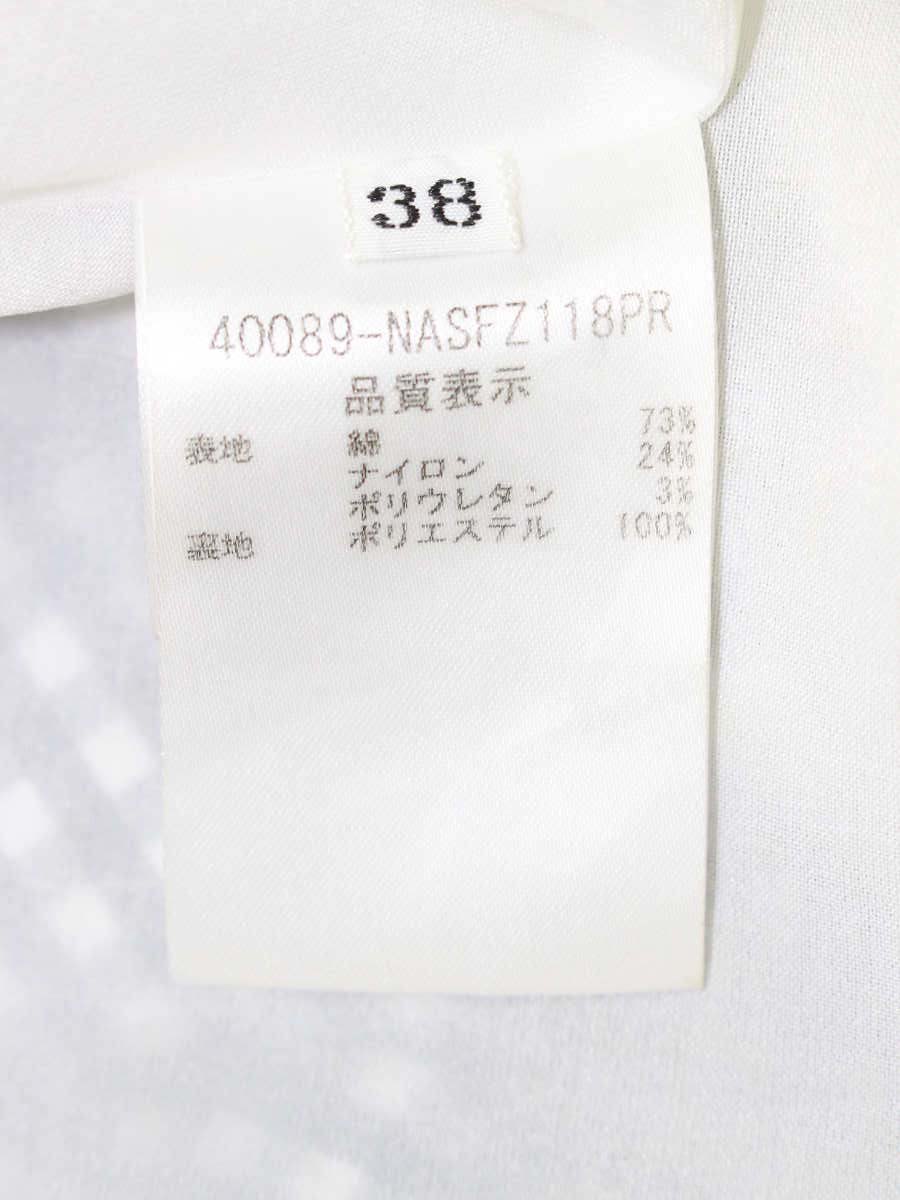 38
40089-NASFZ118PR
品質表示
表地 綿 73%
ナイロン 24%
ポリウレタン 3%
裏地 ポリエステル 100%